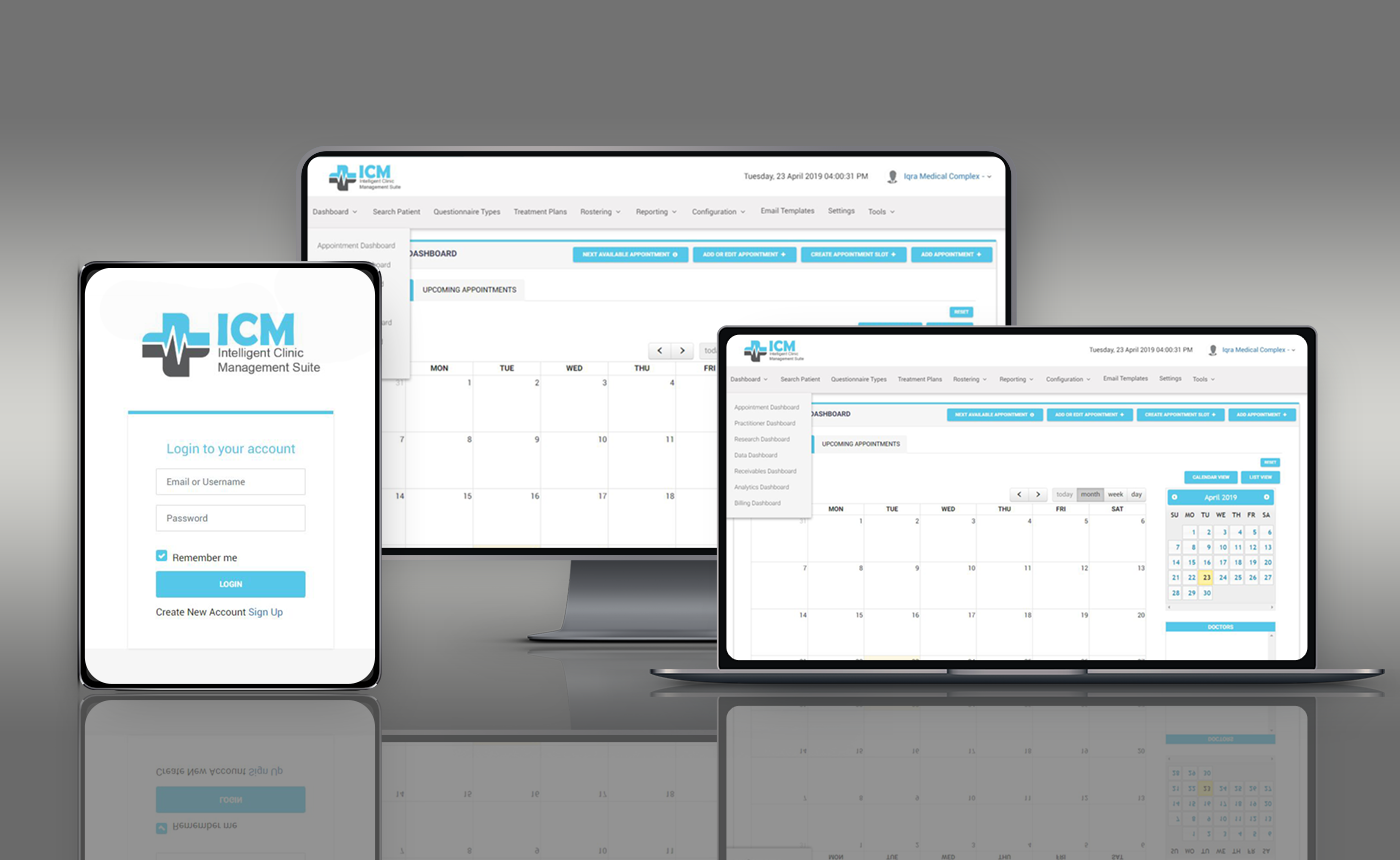 ICM
Intelligent Clinic
Management Suite
Tuesday, 23 April 2019 04:00:31 PM
Iqra Medical Complex -
Dashboard Search Patient Questionnaire Types Treatment Plans Rostering Reporting Configuration Email Templates Settings Tools
Appointment Dashboard
DASHBOARD
NEXT AVAILABLE APPOINTMENT ADD OR EDIT APPOINTMENT CREATE APPOINTMENT SLOT ADD APPOINTMENT
UPCOMING APPOINTMENTS
RESET
MON TUE WED THU FRI
31 1 2 3 4
7 8 9 10 11
14 15 16 17 18
ICM
Intelligent Clinic
Management Suite
Login to your account
Email or Username
Password
Remember me
LOGIN
Create New Account Sign Up
ICM
Intelligent Clinic
Management Suite
Tuesday, 23 April 2019 04:00:31 PM
Iqra Medical Complex -
Dashboard Search Patient Questionnaire Types Treatment Plans Rostering Reporting Configuration Email Templates Settings Tools
Appointment Dashboard
Practitioner Dashboard
Research Dashboard
Data Dashboard
Receivables Dashboard
Analytics Dashboard
Billing Dashboard
DASHBOARD
NEXT AVAILABLE APPOINTMENT ADD OR EDIT APPOINTMENT CREATE APPOINTMENT SLOT ADD APPOINTMENT
UPCOMING APPOINTMENTS
RESET
CALENDAR VIEW LIST VIEW
today month week day
MON TUE WED THU FRI SAT
31 1 2 3 4 5 6
7 8 9 10 11 12 13
14 15 16 17 18 19 20
April 2019
SU MO TU WE TH FR SA
1 2 3 4 5 6
7 8 9 10 11 12 13
14 15 16 17 18 19 20
21 22 23 24 25 26 27
28 29 30
DOCTORS